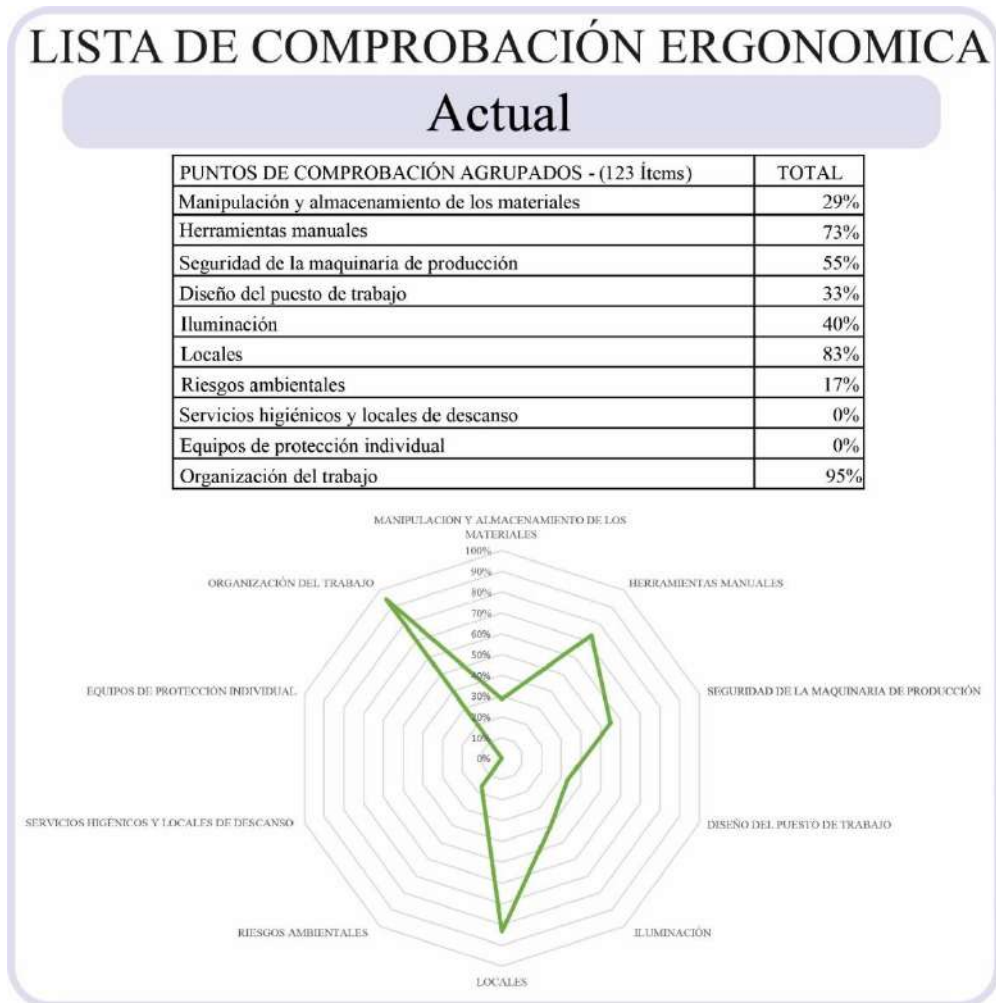 LISTA DE COMPROBACIÓN ERGONOMICA
Actual
PUNTOS DE COMPROBACIÓN AGRUPADOS - (123 Ítems) TOTAL
Manipulación y almacenamiento de los materiales 29%
Herramientas manuales 73%
Seguridad de la maquinaria de producción 55%
Diseño del puesto de trabajo 33%
Iluminación 40%
Locales 83%
Riesgos ambientales 17%
Servicios higiénicos y locales de descanso 0%
Equipos de protección individual 0%
Organización del trabajo 95%
MANIPULACIÓN Y ALMACENAMIENTO DE LOS
MATERIALES
HERRAMIENTAS MANUALES
SEGURIDAD DE LA MAQUINARIA DE PRODUCCIÓN
DISEÑO DEL PUESTO DE TRABAJO
ILUMINACIÓN
LOCALES
RIESGOS AMBIENTALES
SERVICIOS HIGÉNICOS Y LOCALES DE DESCANSO
EQUIPOS DE PROTECCIÓN INDIVIDUAL
ORGANIZACIÓN DEL TRABAJO
100%
90%
80%
70%
60%
50%
40%
30%
20%
10%
0%